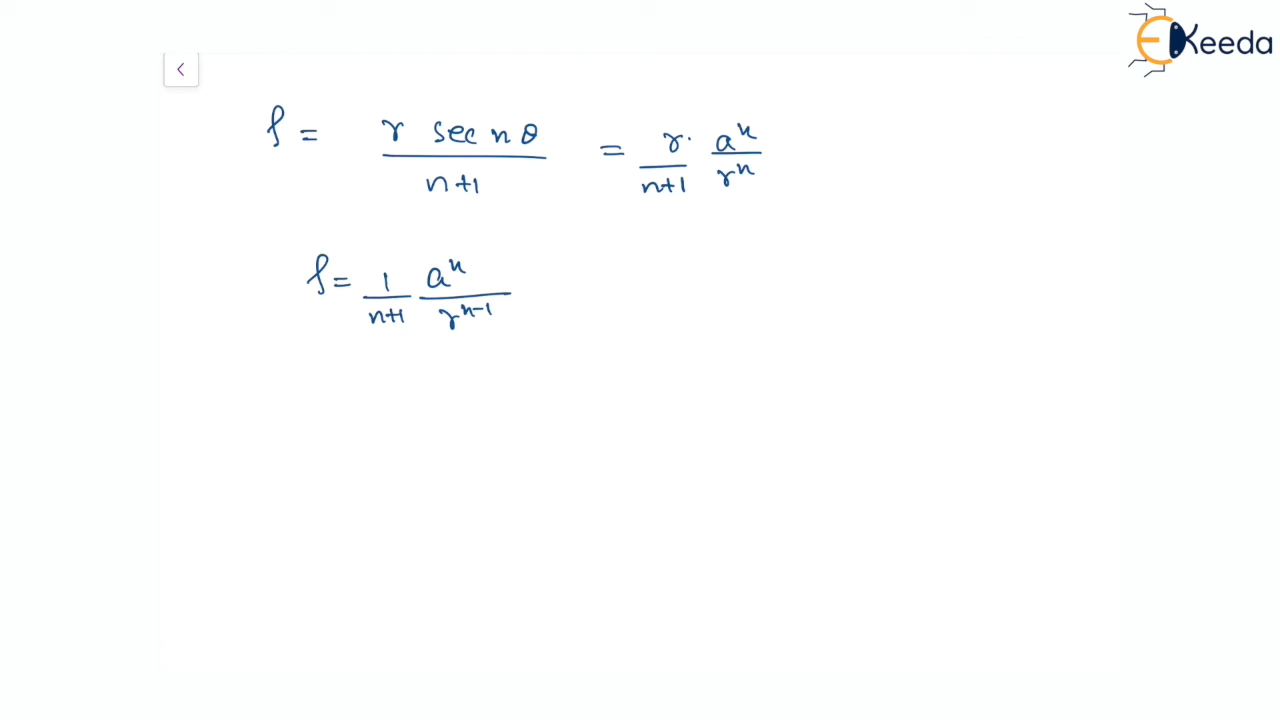 EKeeda
ρ = r sec nθ / n+1 = r · / n+1 aⁿ / rⁿ
ρ = 1 / n+1 aⁿ / rⁿ⁻¹